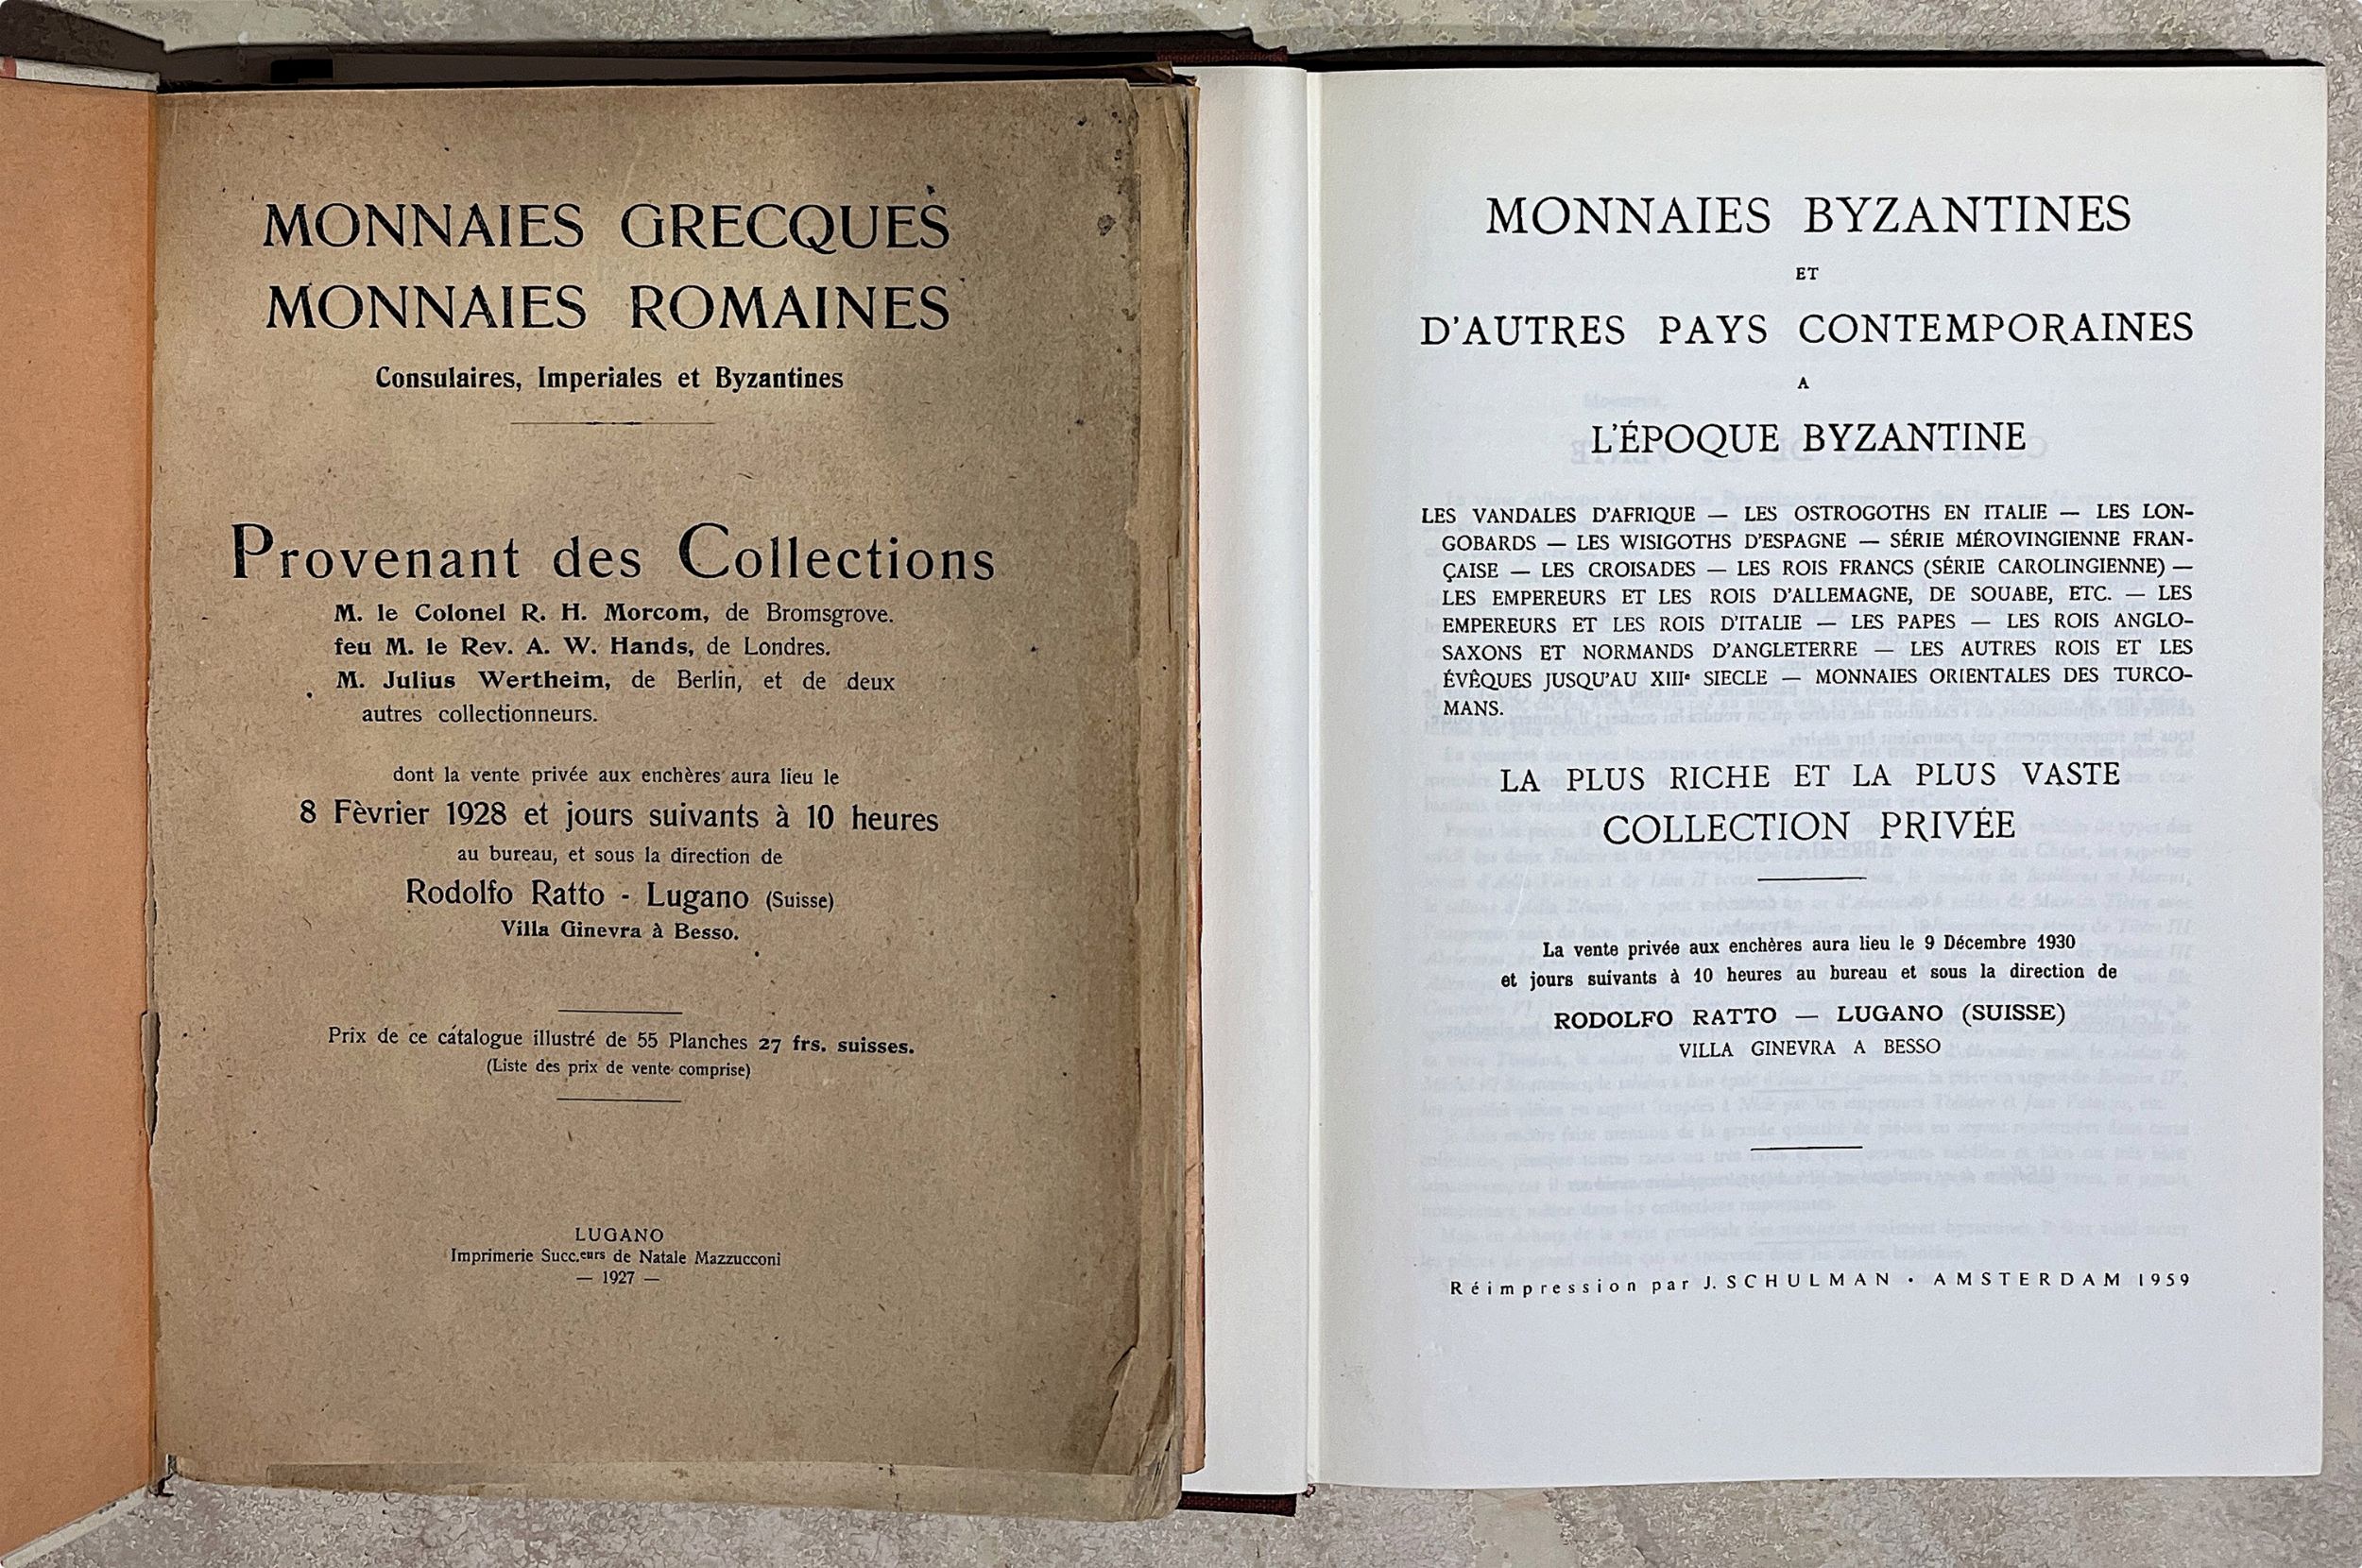 MONNAIES GRECQUES
MONNAIES ROMAINES
Consulaires, Imperiales et Byzantines
Provenant des Collections
M. le Colonel R. H. Morcom, de Bromsgrove.
feu M. le Rev. A. W. Hands, de Londres.
M. Julius Wertheim, de Berlin, et de deux
autres collectionneurs.
dont la vente privée aux enchères aura lieu le
8 Fèvrier 1928 et jours suivants à 10 heures
au bureau, et sous la direction de
Rodolfo Ratto - Lugano (Suisse)
Villa Ginevra à Besso.
Prix de ce catalogue illustré de 55 Planches 27 frs. suisses.
(Liste des prix de vente comprise)
LUGANO
Imprimerie Succ.eurs de Natale Mazzucconi
— 1927 —
MONNAIES BYZANTINES
ET
D'AUTRES PAYS CONTEMPORAINES
A
L'ÉPOQUE BYZANTINE
LES VANDALES D'AFRIQUE — LES OSTROGOTHS EN ITALIE — LES LON-
GOBARDS — LES WISIGOTHS D'ESPAGNE — SÉRIE MÉROVINGIENNE FRAN-
ÇAISE — LES CROISADES — LES ROIS FRANCS (SÉRIE CAROLINGIENNE) —
LES EMPEREURS ET LES ROIS D'ALLEMAGNE, DE SOUABE, ETC. — LES
EMPEREURS ET LES ROIS D'ITALIE — LES PAPES — LES ROIS ANGLO-
SAXONS ET NORMANDS D'ANGLETERRE — LES AUTRES ROIS ET LES
ÉVÊQUES JUSQU'AU XIIIe SIECLE — MONNAIES ORIENTALES DES TURCO-
MANS.
LA PLUS RICHE ET LA PLUS VASTE
COLLECTION PRIVÉE
La vente privée aux enchères aura lieu le 9 Décembre 1930
et jours suivants à 10 heures au bureau et sous la direction de
RODOLFO RATTO — LUGANO (SUISSE)
VILLA GINEVRA A BESSO
Réimpression par J. SCHULMAN · AMSTERDAM 1959